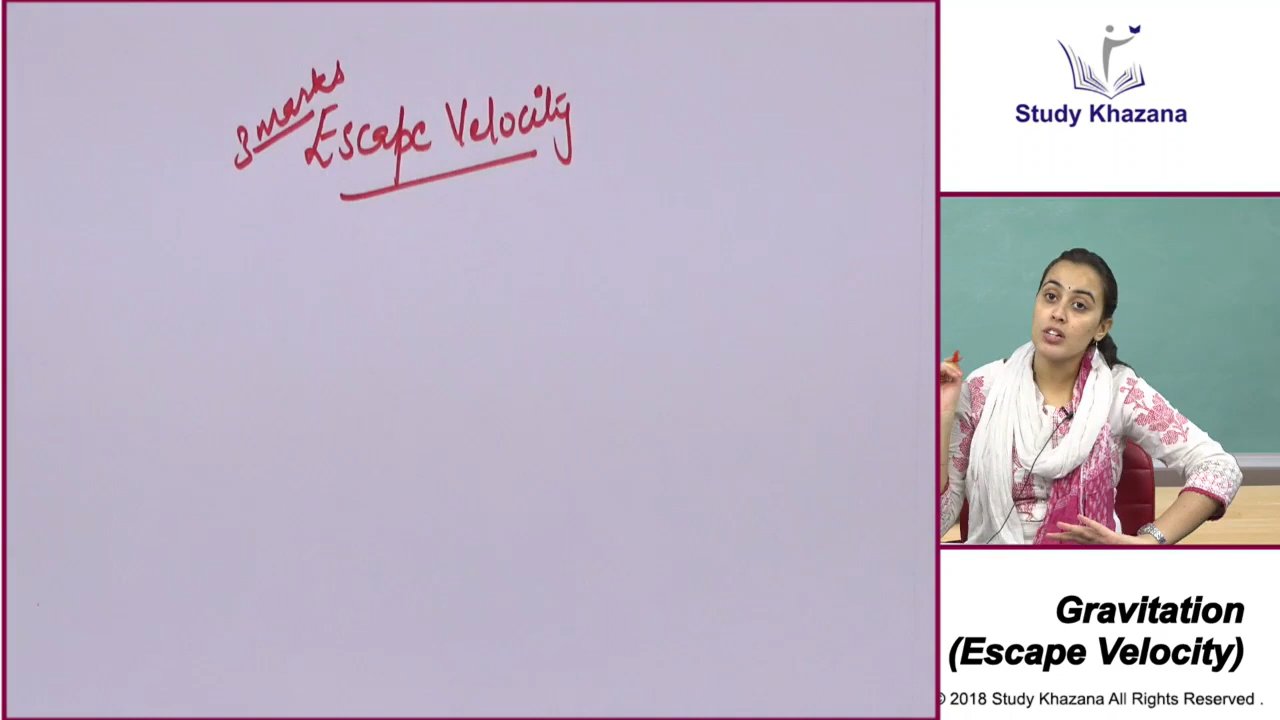 3 marks
Escape Velocity
Study Khazana
Gravitation
(Escape Velocity)
© 2018 Study Khazana All Rights Reserved .